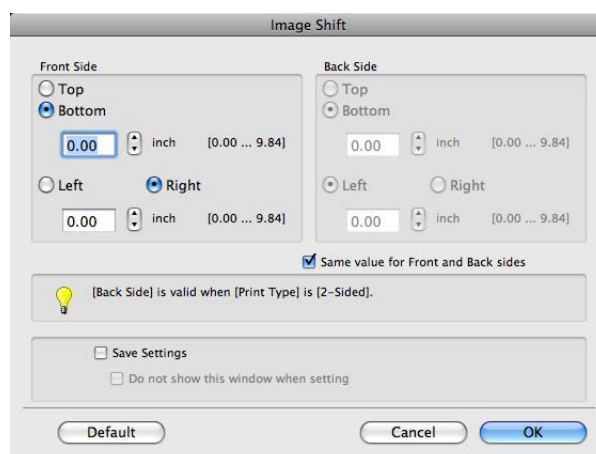 Image Shift
Front Side
Back Side
Top
Top
Bottom
Bottom
0.00 inch [0.00 ... 9.84]
0.00 inch [0.00 ... 9.84]
Left Right
Left Right
0.00 inch [0.00 ... 9.84]
0.00 inch [0.00 ... 9.84]
Same value for Front and Back sides
[Back Side] is valid when [Print Type] is [2-Sided].
Save Settings
Do not show this window when setting
Default Cancel OK